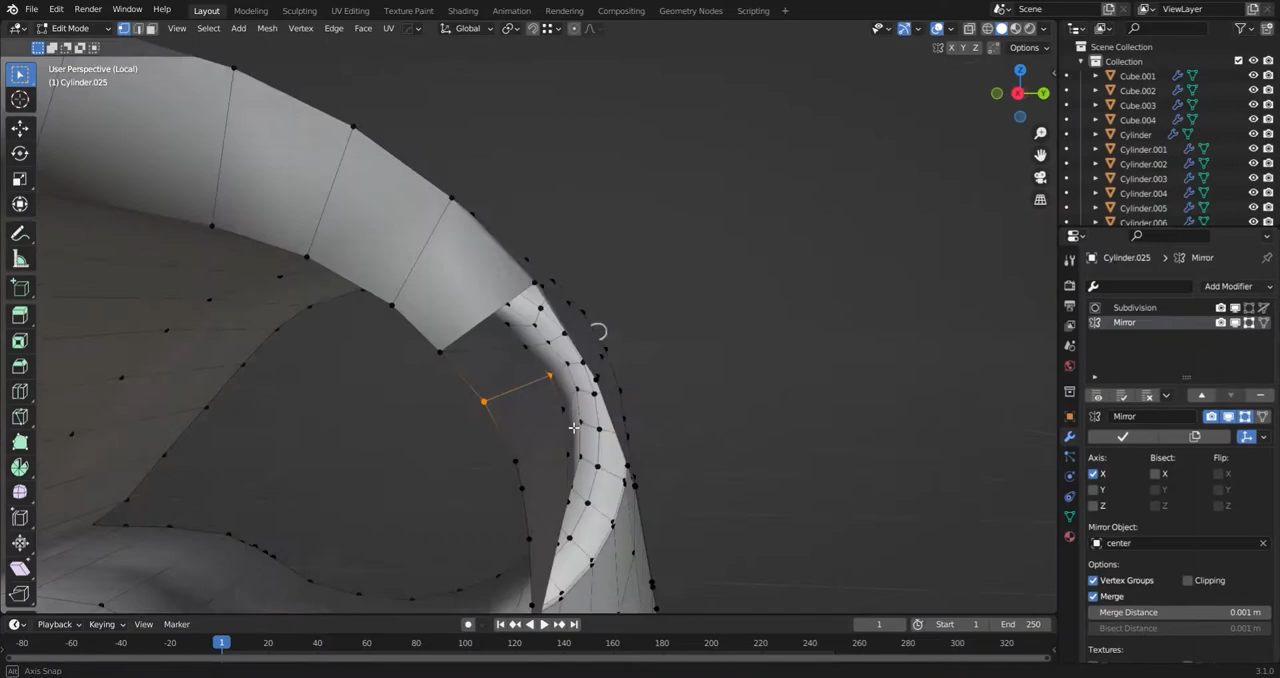 File Edit Render Window Help Layout Modeling Sculpting UV Editing Texture Paint Shading Animation Rendering Compositing Geometry Nodes Scripting + Scene ViewLayer
Edit Mode View Select Add Mesh Vertex Edge Face UV Global
X Y Z Options
User Perspective (Local)
(1) Cylinder.025
Z
X Y
Scene Collection
Collection
Cube.001
Cube.002
Cube.003
Cube.004
Cylinder
Cylinder.001
Cylinder.002
Cylinder.003
Cylinder.004
Cylinder.005
Cylinder.006
Cylinder.025 > Mirror
Add Modifier
Subdivision
Mirror
Mirror
Axis: Bisect: Flip:
X X X
Y Y Y
Z Z Z
Mirror Object:
center
Options:
Vertex Groups Clipping
Merge
Merge Distance 0.001 m
Bisect Distance 0.001 m
Textures:
Playback Keying View Marker 1 Start 1 End 250
-80 -60 -40 -20 1 20 40 60 80 100 120 140 160 180 200 220 240 260 280 300 320
Alt Axis Snap 3.1.0